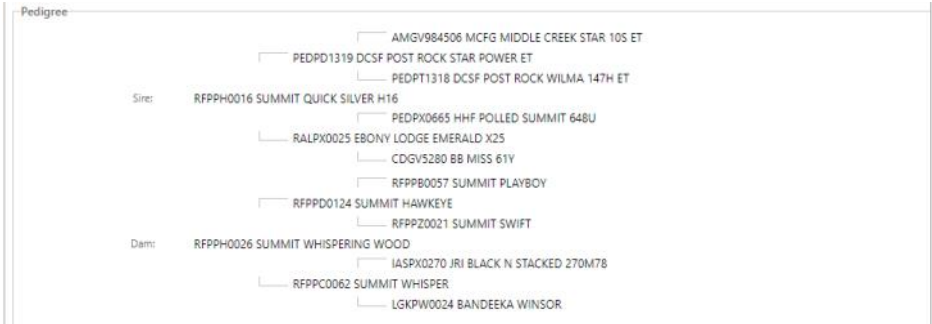 Pedigree
AMGV984506 MCFG MIDDLE CREEK STAR 10S ET
PEDPD1319 DCSF POST ROCK STAR POWER ET
PEDPT1318 DCSF POST ROCK WILMA 147H ET
Sire: RFPPH0016 SUMMIT QUICK SILVER H16
PEDPX0665 HHF POLLED SUMMIT 648U
RALPX0025 EBONY LODGE EMERALD X25
CDGV5280 BB MISS 61Y
RFPPB0057 SUMMIT PLAYBOY
RFPPD0124 SUMMIT HAWKEYE
RFPPZ0021 SUMMIT SWIFT
Dam: RFPPH0026 SUMMIT WHISPERING WOOD
IASPX0270 JRI BLACK N STACKED 270M78
RFPPC0062 SUMMIT WHISPER
LGKPW0024 BANDEEKA WINSOR